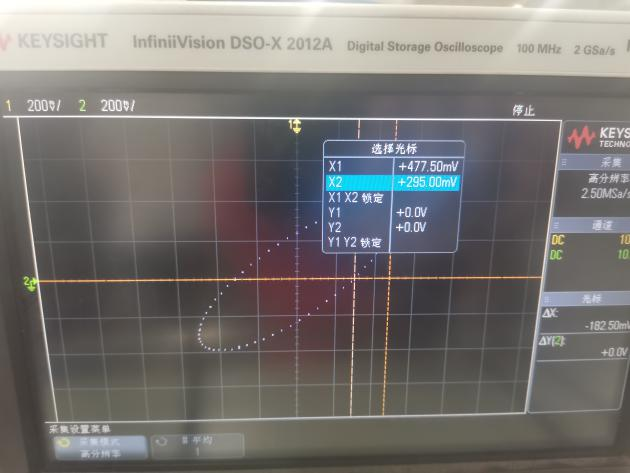 KEYSIGHT InfiniiVision DSO-X 2012A Digital Storage Oscilloscope 100 MHz 2 GSa/s
1 200mV/ 2 200mV/ 停止
选择光标
X1 +477.50mV
X2 +295.00mV
X1 X2 锁定
Y1 +0.0V
Y2 +0.0V
Y1 Y2 锁定
1
2
KEYS
TECHNO
采集
高分辨率
2.50MSa/s
通道
DC 10
DC 10.
光标
ΔX:
-182.50mV
ΔY(2):
+0.0V
采集设置菜单
采集模式
高分辨率
# 平均
1